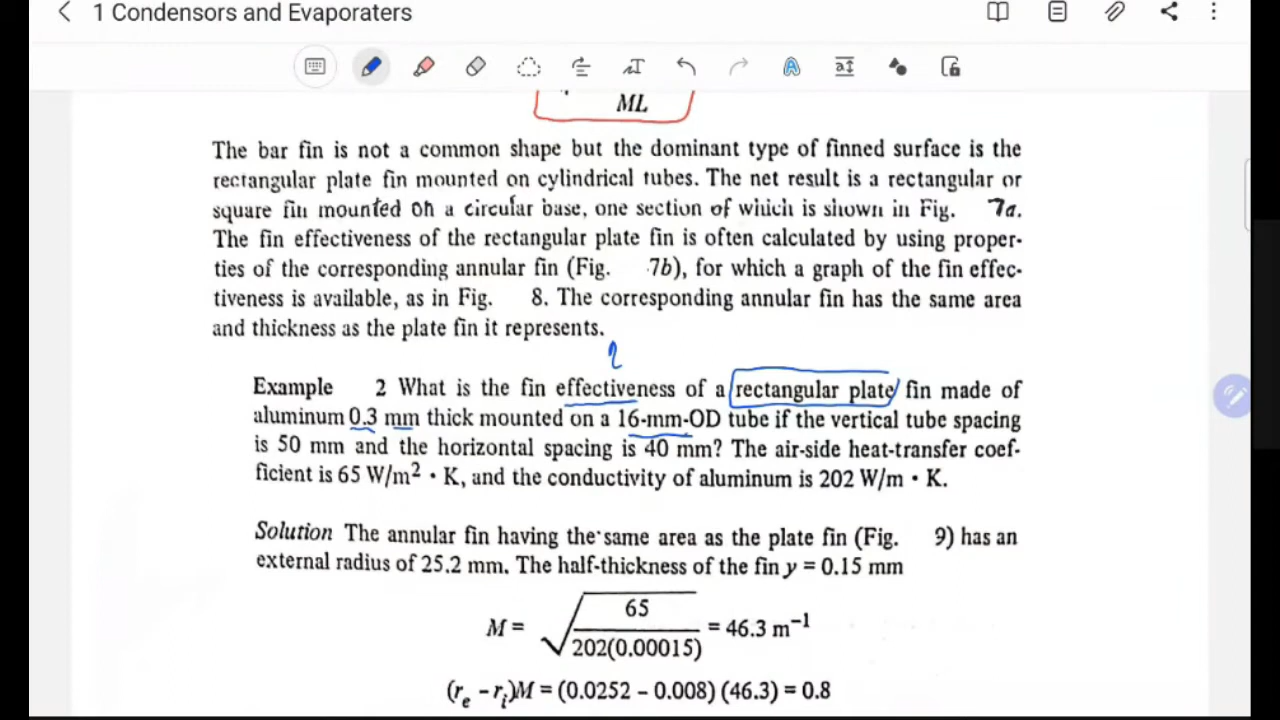 1 Condensors and Evaporaters
ML
The bar fin is not a common shape but the dominant type of finned surface is the
rectangular plate fin mounted on cylindrical tubes. The net result is a rectangular or
square fin mounted on a circular base, one section of which is shown in Fig. 7a.
The fin effectiveness of the rectangular plate fin is often calculated by using proper-
ties of the corresponding annular fin (Fig. 7b), for which a graph of the fin effec-
tiveness is available, as in Fig. 8. The corresponding annular fin has the same area
and thickness as the plate fin it represents.
Example 2 What is the fin effectiveness of a rectangular plate fin made of
aluminum 0.3 mm thick mounted on a 16-mm-OD tube if the vertical tube spacing
is 50 mm and the horizontal spacing is 40 mm? The air-side heat-transfer coef-
ficient is 65 W/m² · K, and the conductivity of aluminum is 202 W/m · K.
Solution The annular fin having the same area as the plate fin (Fig. 9) has an
external radius of 25.2 mm. The half-thickness of the fin y = 0.15 mm
M = √(65 / 202(0.00015)) = 46.3 m⁻¹
(rₑ – rᵢ)M = (0.0252 – 0.008) (46.3) = 0.8